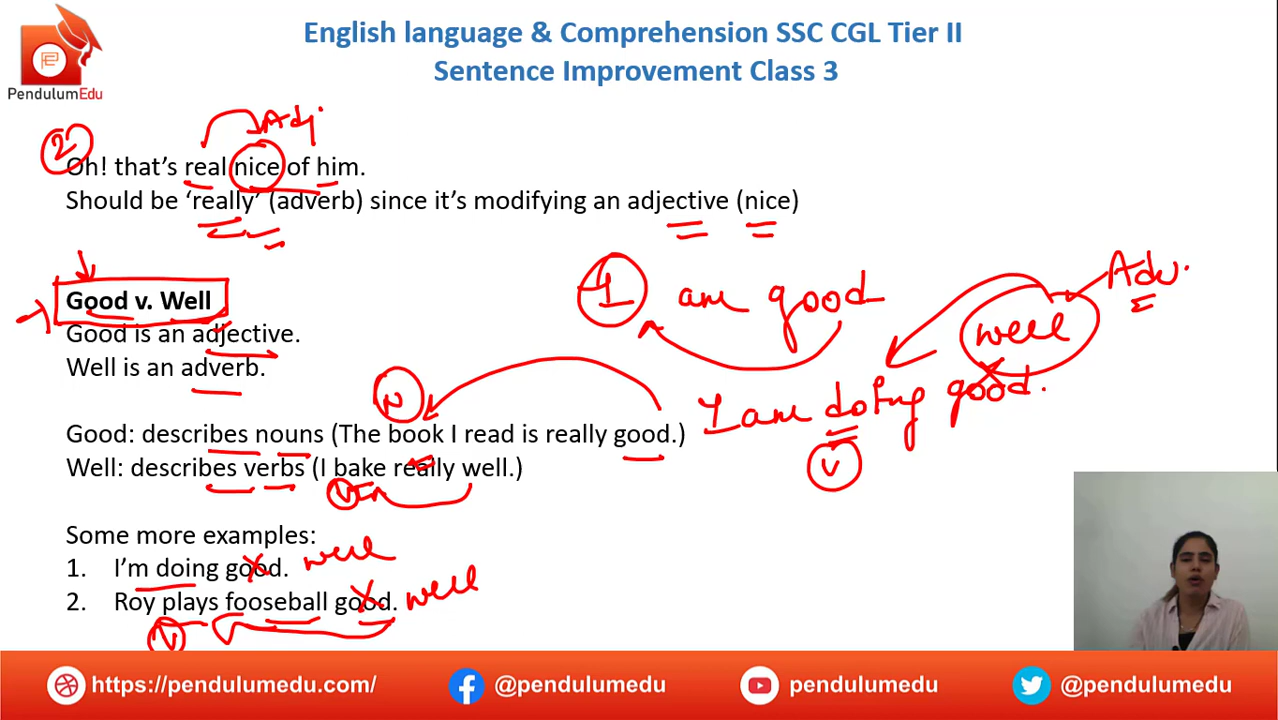 English language & Comprehension SSC CGL Tier II
Sentence Improvement Class 3
PendulumEdu
Adj.
2
Oh! that's real nice of him.
Should be 'really' (adverb) since it's modifying an adjective (nice)
Good v. Well
Good is an adjective.
Well is an adverb.
I am good
Adv.
well
I am doing good.
V
N
Good: describes nouns (The book I read is really good.)
Well: describes verbs (I bake really well.)
V
Some more examples:
1. I'm doing good. well
2. Roy plays fooseball good. well
V
https://pendulumedu.com/ @pendulumedu pendulumedu @pendulumedu